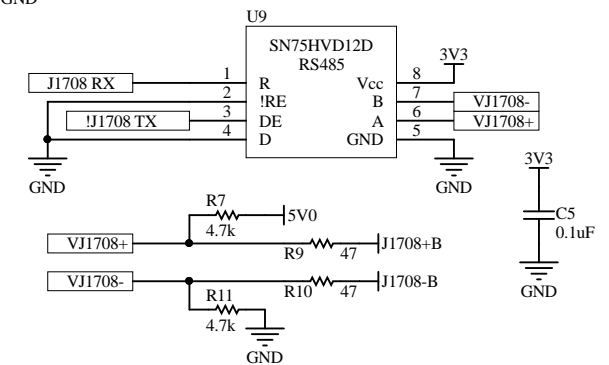 GND
U9
SN75HVD12D
RS485
3V3
J1708 RX
1
R
Vcc
8
2
!RE
B
7
VJ1708-
!J1708 TX
3
DE
A
6
VJ1708+
4
D
GND
5
GND
GND
3V3
R7
4.7k
5V0
C5
0.1uF
VJ1708+
R9
47
J1708+B
VJ1708-
R10
47
J1708-B
R11
4.7k
GND
GND